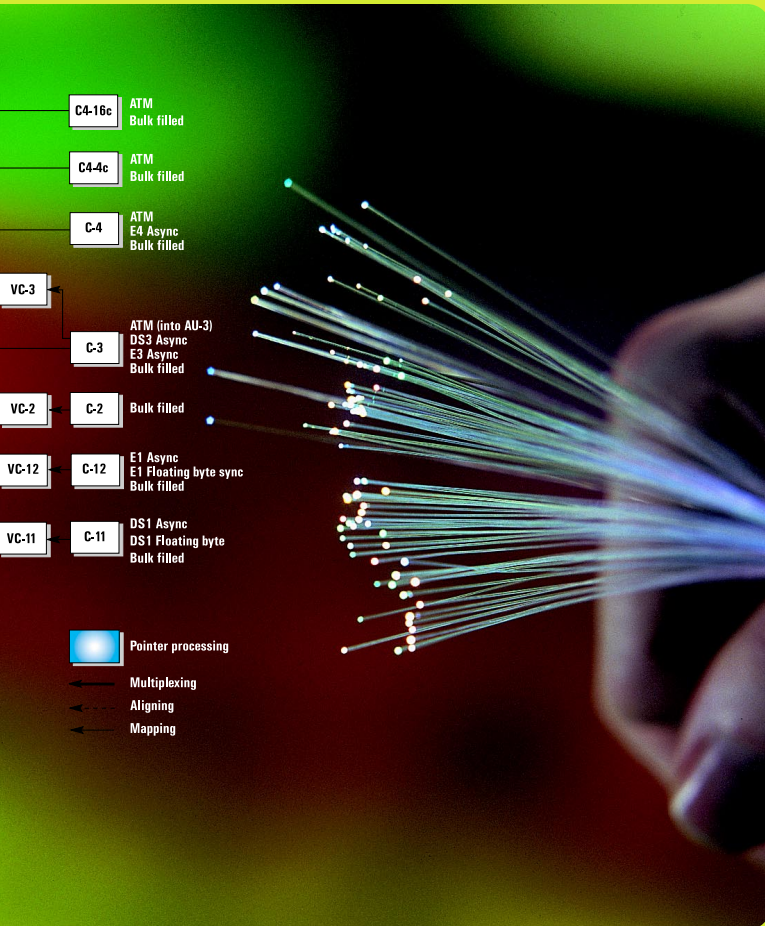 C4-16c
ATM
Bulk filled
C4-4c
ATM
Bulk filled
C-4
ATM
E4 Async
Bulk filled
VC-3
C-3
ATM (into AU-3)
DS3 Async
E3 Async
Bulk filled
VC-2
C-2
Bulk filled
VC-12
C-12
E1 Async
E1 Floating byte sync
Bulk filled
VC-11
C-11
DS1 Async
DS1 Floating byte
Bulk filled
Pointer processing
Multiplexing
Aligning
Mapping